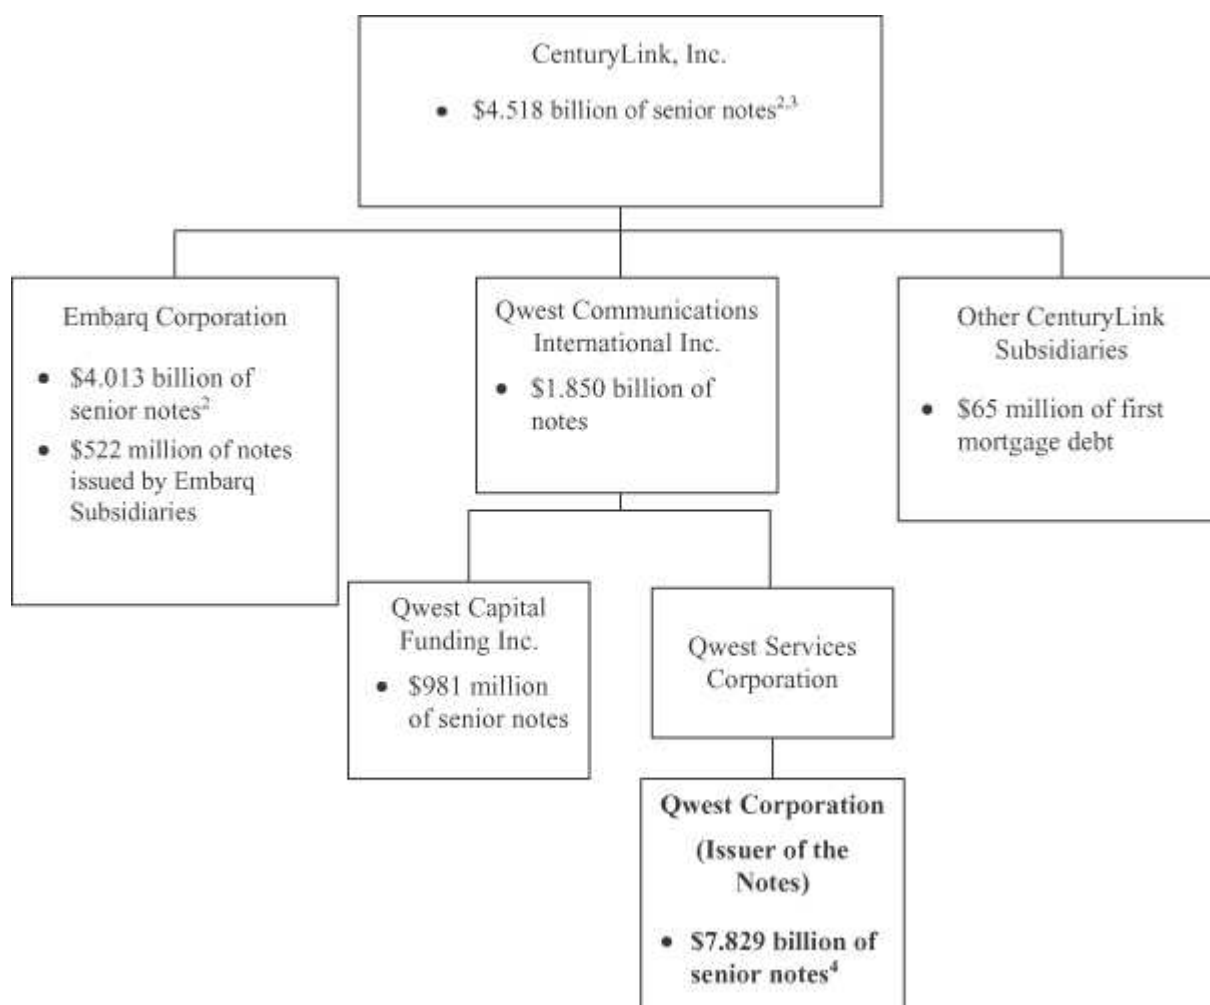 CenturyLink, Inc.
• $4.518 billion of senior notes2,3
Embarq Corporation
• $4.013 billion of
senior notes2
• $522 million of notes
issued by Embarq
Subsidiaries
Qwest Communications
International Inc.
• $1.850 billion of
notes
Other CenturyLink
Subsidiaries
• $65 million of first
mortgage debt
Qwest Capital
Funding Inc.
• $981 million
of senior notes
Qwest Services
Corporation
Qwest Corporation
(Issuer of the
Notes)
• $7.829 billion of
senior notes4